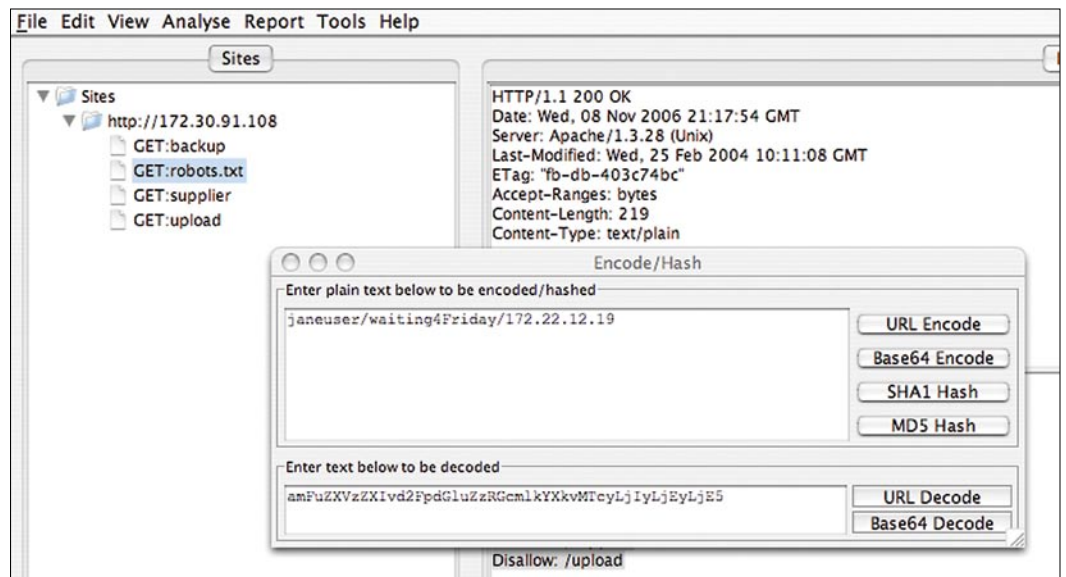 File Edit View Analyse Report Tools Help
Sites
Sites
http://172.30.91.108
GET:backup
GET:robots.txt
GET:supplier
GET:upload
HTTP/1.1 200 OK
Date: Wed, 08 Nov 2006 21:17:54 GMT
Server: Apache/1.3.28 (Unix)
Last-Modified: Wed, 25 Feb 2004 10:11:08 GMT
ETag: "fb-db-403c74bc"
Accept-Ranges: bytes
Content-Length: 219
Content-Type: text/plain
Encode/Hash
Enter plain text below to be encoded/hashed
janeuser/waiting4Friday/172.22.12.19
URL Encode
Base64 Encode
SHA1 Hash
MD5 Hash
Enter text below to be decoded
amFuZXVzZXIvd2FpdGluZzRGcmlkYXkvMTcyLjIyLjEyLjE5
URL Decode
Base64 Decode
Disallow: /upload